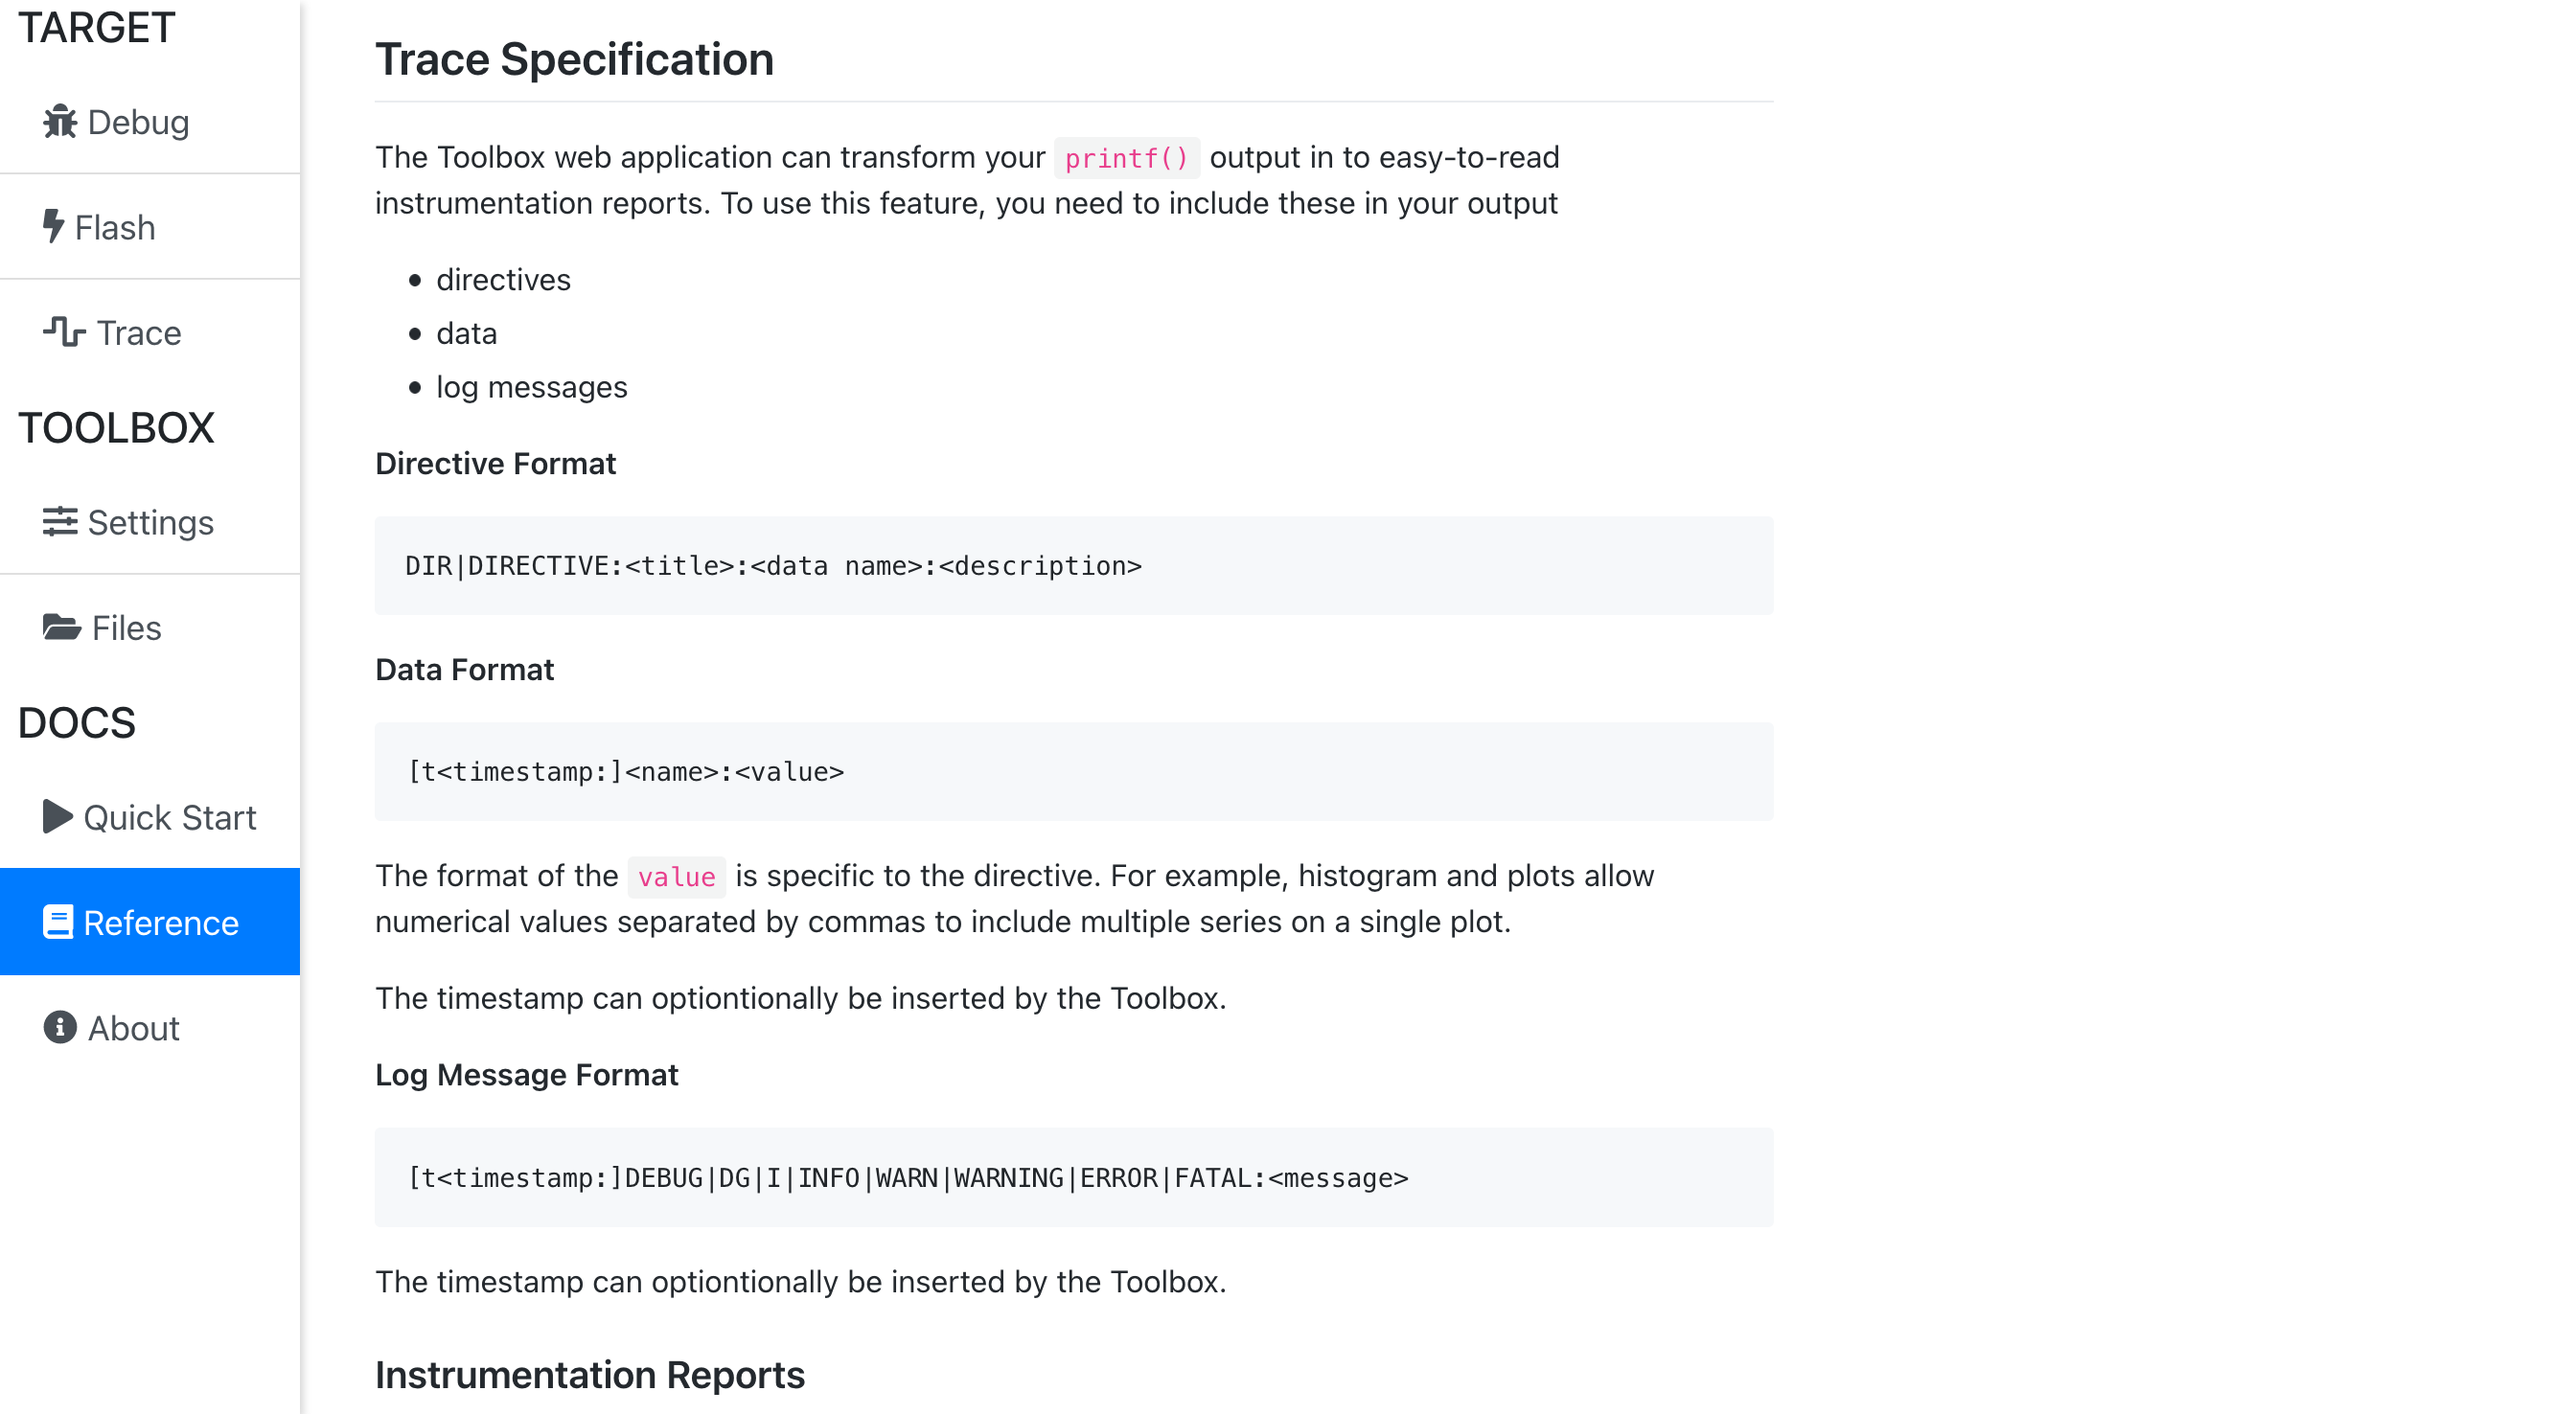 TARGET
Debug
Flash
Trace
TOOLBOX
Settings
Files
DOCS
Quick Start
Reference
About
Trace Specification
The Toolbox web application can transform your printf() output in to easy-to-read
instrumentation reports. To use this feature, you need to include these in your output
directives
data
log messages
Directive Format
DIR|DIRECTIVE:<title>:<data name>:<description>
Data Format
[t<timestamp:]<name>:<value>
The format of the value is specific to the directive. For example, histogram and plots allow
numerical values separated by commas to include multiple series on a single plot.
The timestamp can optiontionally be inserted by the Toolbox.
Log Message Format
[t<timestamp:]DEBUG|DG|I|INFO|WARN|WARNING|ERROR|FATAL:<message>
The timestamp can optiontionally be inserted by the Toolbox.
Instrumentation Reports